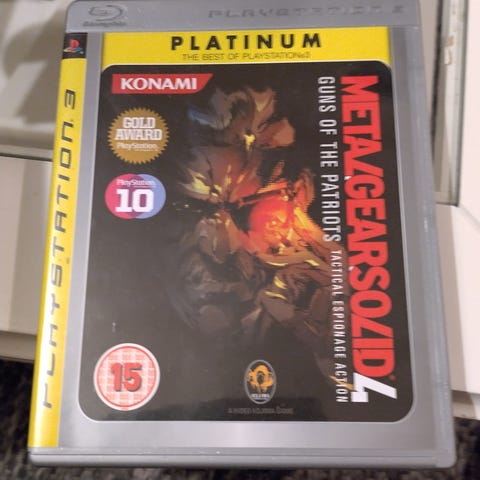 PLAYSTATION 3
PLAYSTATION 3
PLATINUM
THE BEST OF PLAYSTATION®3
KONAMI
GOLD
AWARD
PlayStation
PlayStation
10
METAL GEAR SOLID 4
GUNS OF THE PATRIOTS
TACTICAL ESPIONAGE ACTION
15
A HIDEO KOJIMA GAME